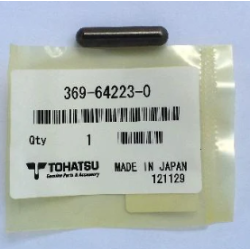 369-64223-0
Qty 1
TOHATSU
Genuine Parts & Accessory
MADE IN JAPAN
121129